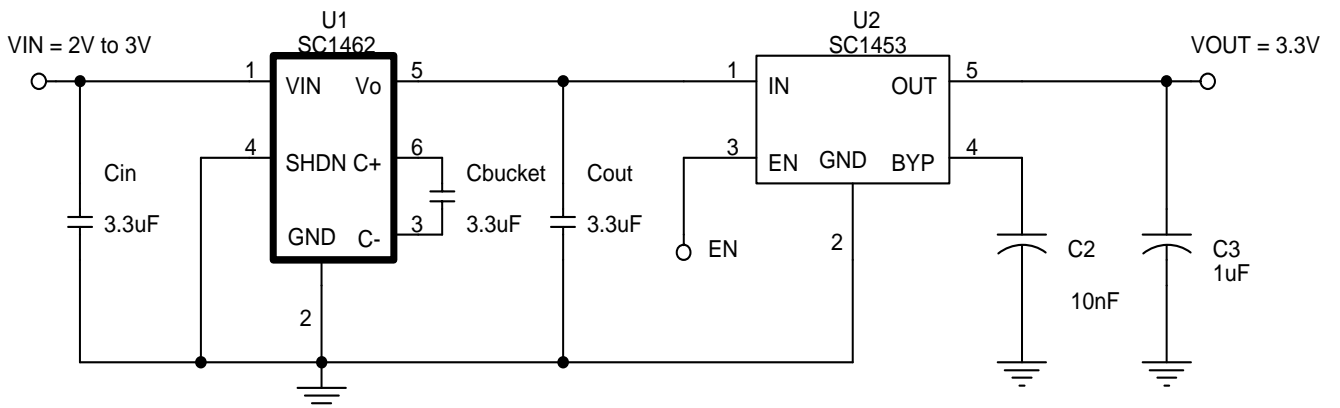 U1
SC1462
U2
SC1453
VIN = 2V to 3V
VOUT = 3.3V
1
VIN
Vo
5
1
IN
OUT
5
4
SHDN
C+
6
3
EN
GND
BYP
4
Cin
3.3uF
Cbucket
3.3uF
Cout
3.3uF
GND
C-
3
2
EN
2
C2
10nF
C3
1uF